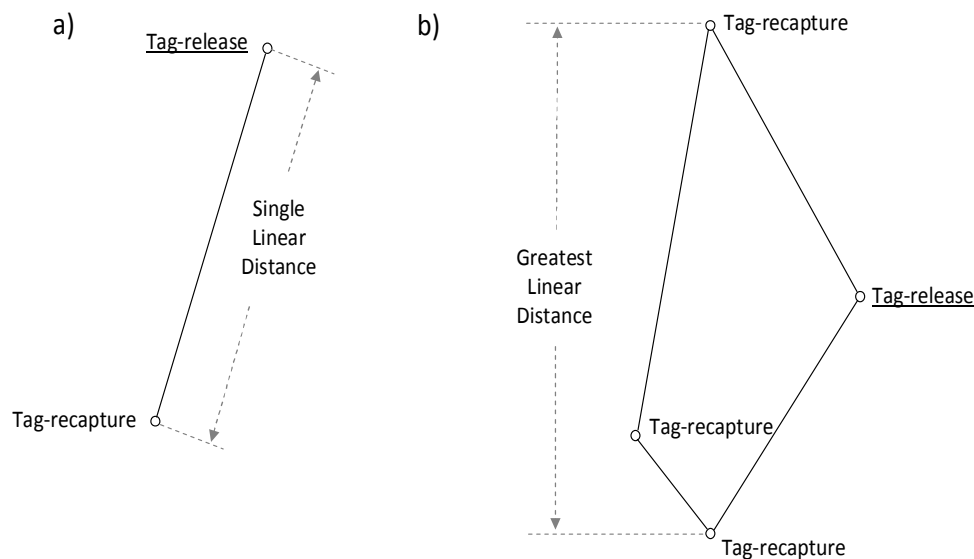 a)
Tag-release
Single
Linear
Distance
Tag-recapture
b)
Tag-recapture
Greatest
Linear
Distance
Tag-release
Tag-recapture
Tag-recapture